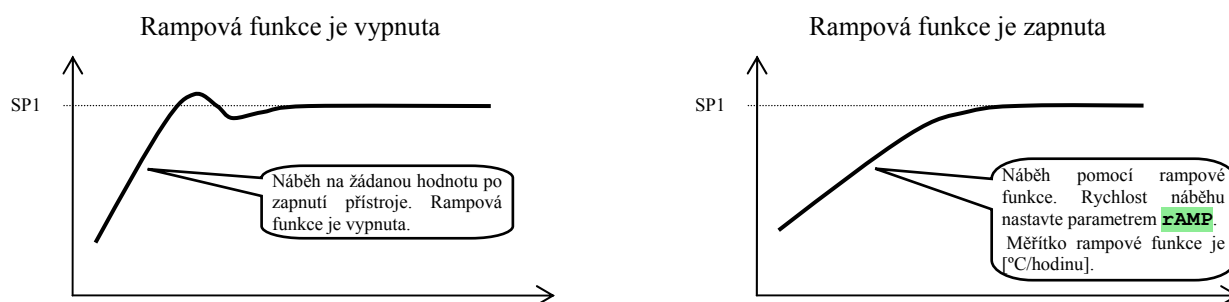 Rampová funkce je vypnuta
SP1
Náběh na žádanou hodnotu po
zapnutí přístroje. Rampová
funkce je vypnuta.
Rampová funkce je zapnuta
SP1
Náběh pomocí rampové
funkce. Rychlost náběhu
nastavte parametrem rAMP.
Měřítko rampové funkce je
[ºC/hodinu].